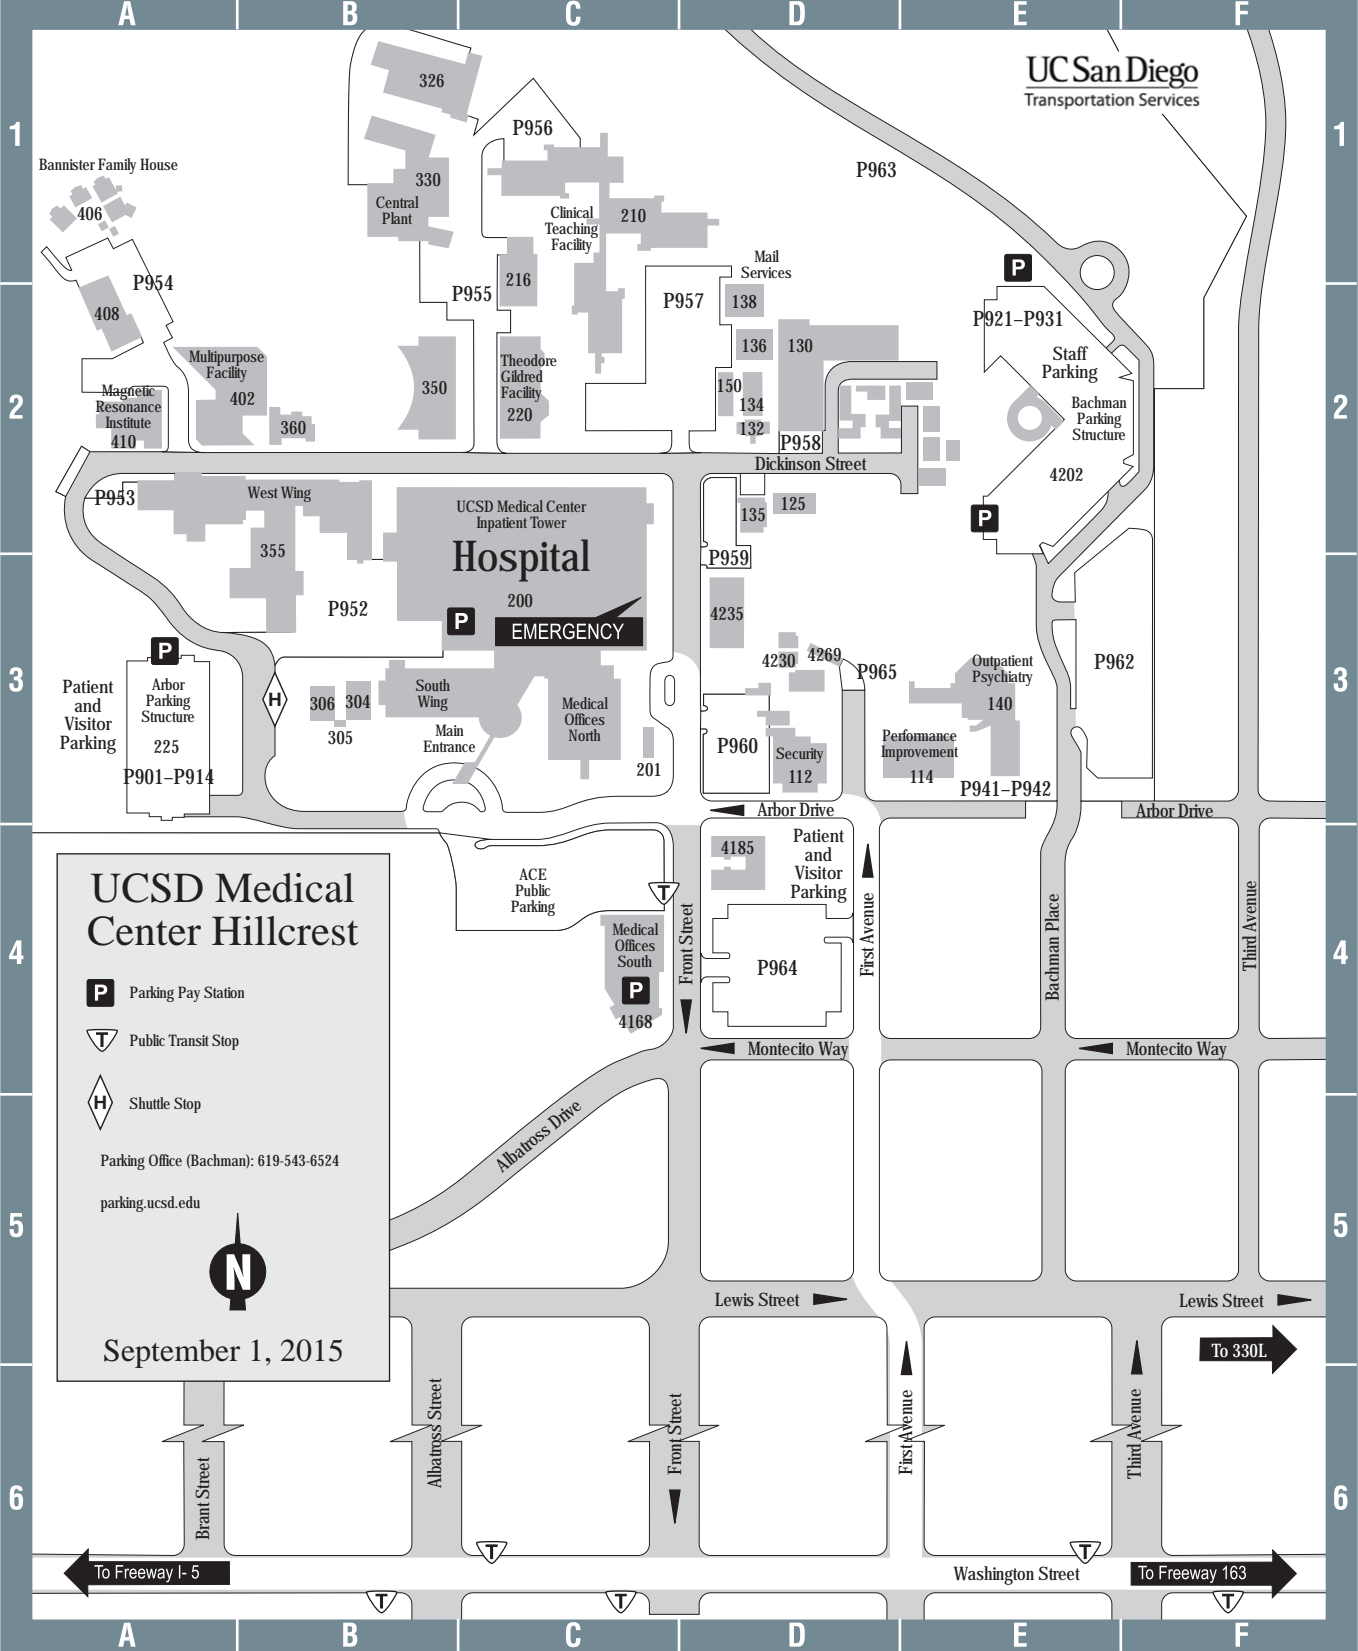 A B C D E F
UC San Diego
Transportation Services
1
1
326
P956
P963
Bannister Family House
406
330
Central
Plant
Clinical
Teaching
Facility
210
Mail
Services
P
P954
216
P955
P957
138
408
P921–P931
136
130
Staff
Parking
Multipurpose
Facility
402
350
Theodore
Gildred
Facility
220
150
134
132
2
2
Magnetic
Resonance
Institute
410
360
Bachman
Parking
Structure
4202
P958
Dickinson Street
P953
West Wing
UCSD Medical Center
Inpatient Tower
Hospital
200
P
EMERGENCY
135
125
P
355
P959
P952
4235
P
4230
4269
P965
Outpatient
Psychiatry
140
P962
3
3
Patient
and
Visitor
Parking
Arbor
Parking
Structure
225
P901–P914
H
306
304
305
South
Wing
Main
Entrance
Medical
Offices
North
201
P960
Security
112
Performance
Improvement
114
P941–P942
Arbor Drive
Arbor Drive
UCSD Medical
Center Hillcrest
P
Parking Pay Station
T
Public Transit Stop
H
Shuttle Stop
Parking Office (Bachman): 619-543-6524
parking.ucsd.edu
N
September 1, 2015
ACE
Public
Parking
T
4185
Patient
and
Visitor
Parking
4
4
Medical
Offices
South
P
4168
Front Street
P964
First Avenue
Bachman Place
Third Avenue
Montecito Way
Montecito Way
Albatross Drive
5
5
Lewis Street
Lewis Street
To 330L
Brant Street
Albatross Street
Front Street
First Avenue
Third Avenue
6
6
T
T
To Freeway I- 5
Washington Street
To Freeway 163
T
T
T
A B C D E F